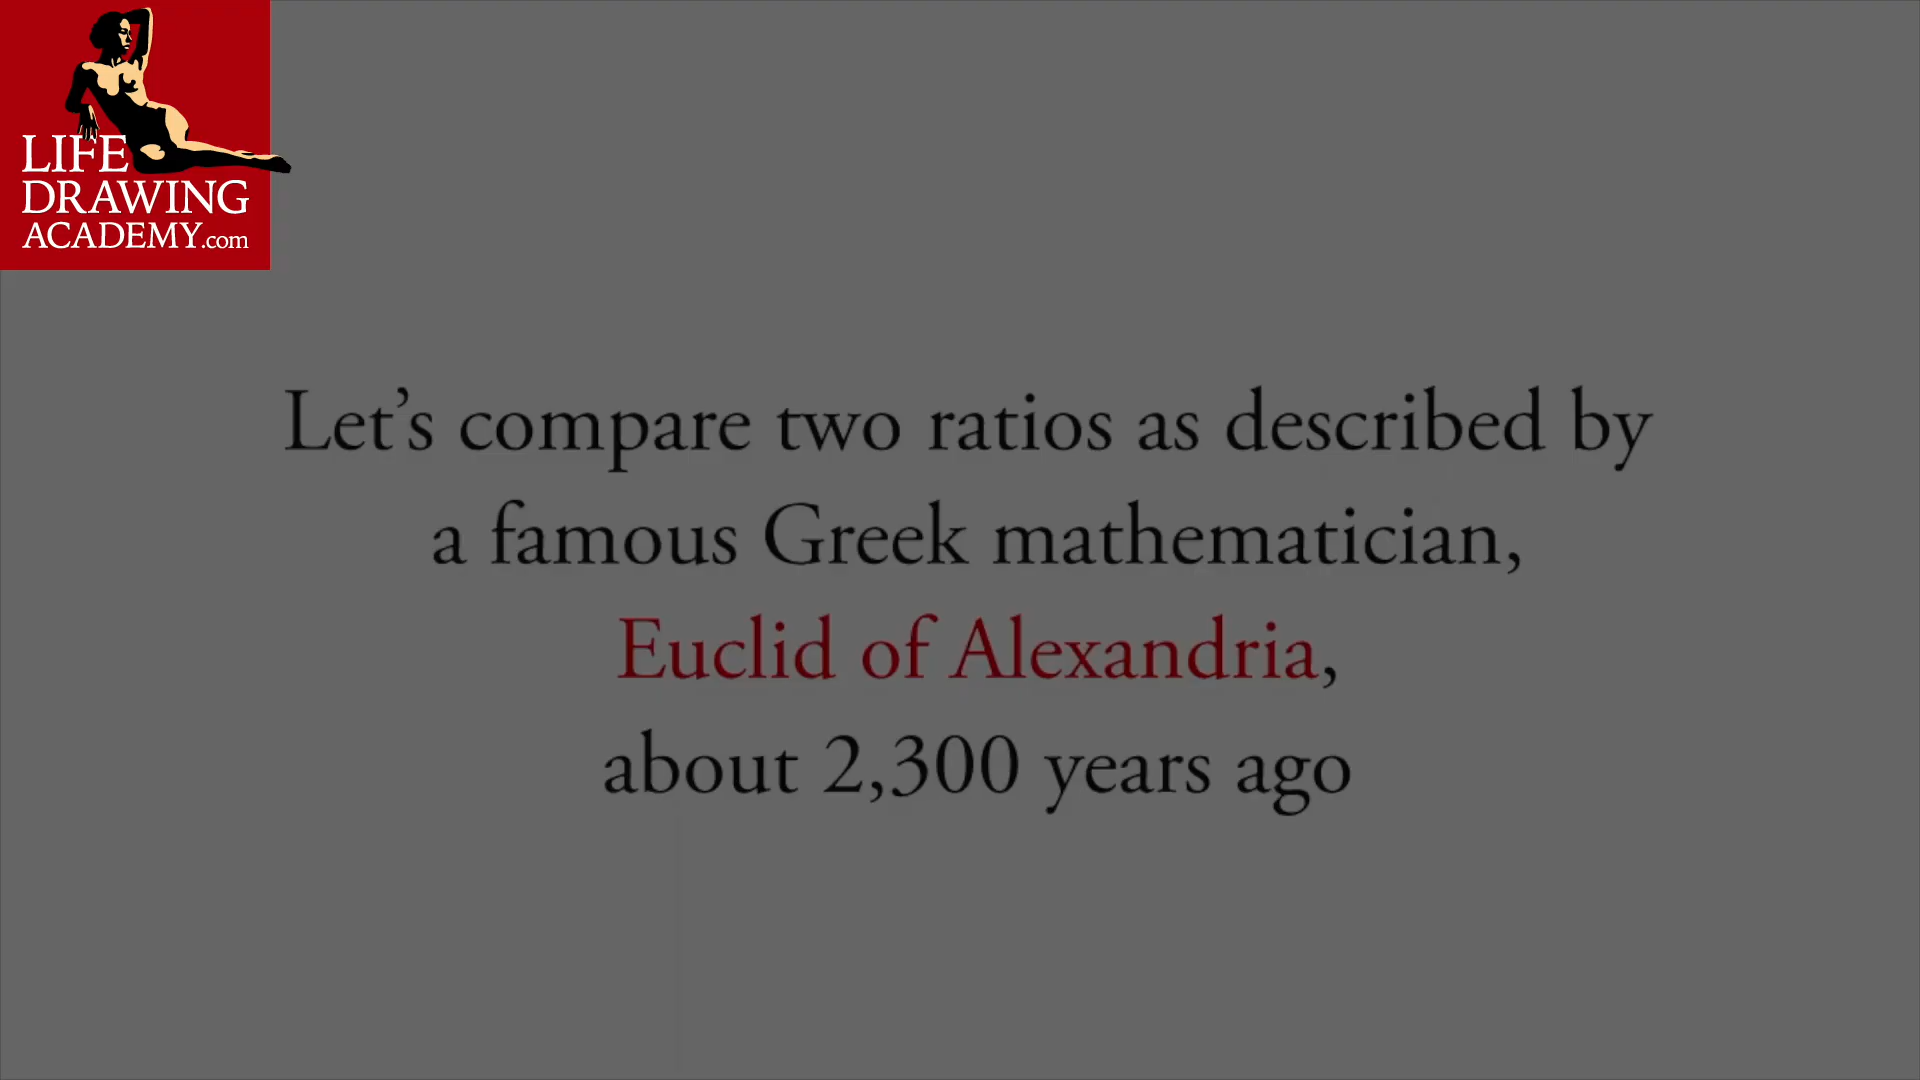 LIFE
DRAWING
ACADEMY.com
Let’s compare two ratios as described by
a famous Greek mathematician,
Euclid of Alexandria,
about 2,300 years ago